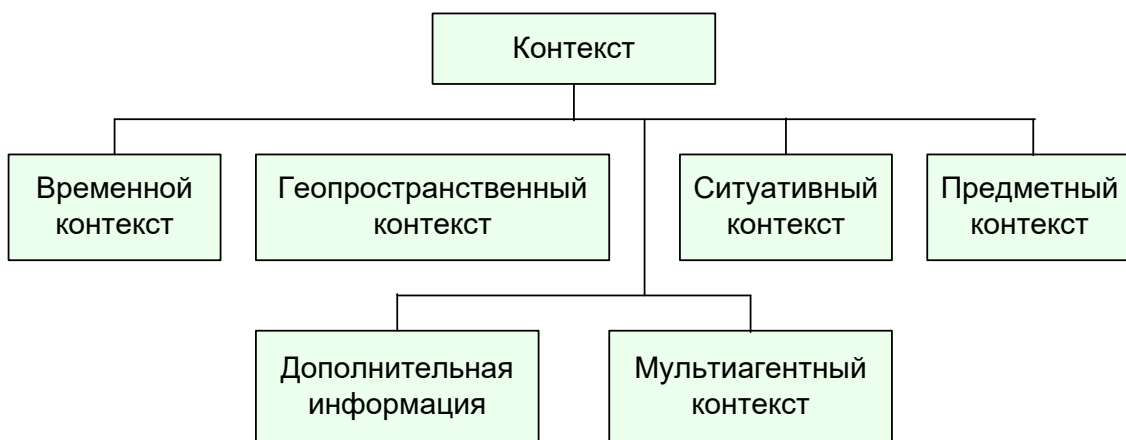 Контекст
Временной
контекст
Геопространственный
контекст
Ситуативный
контекст
Предметный
контекст
Дополнительная
информация
Мультиагентный
контекст